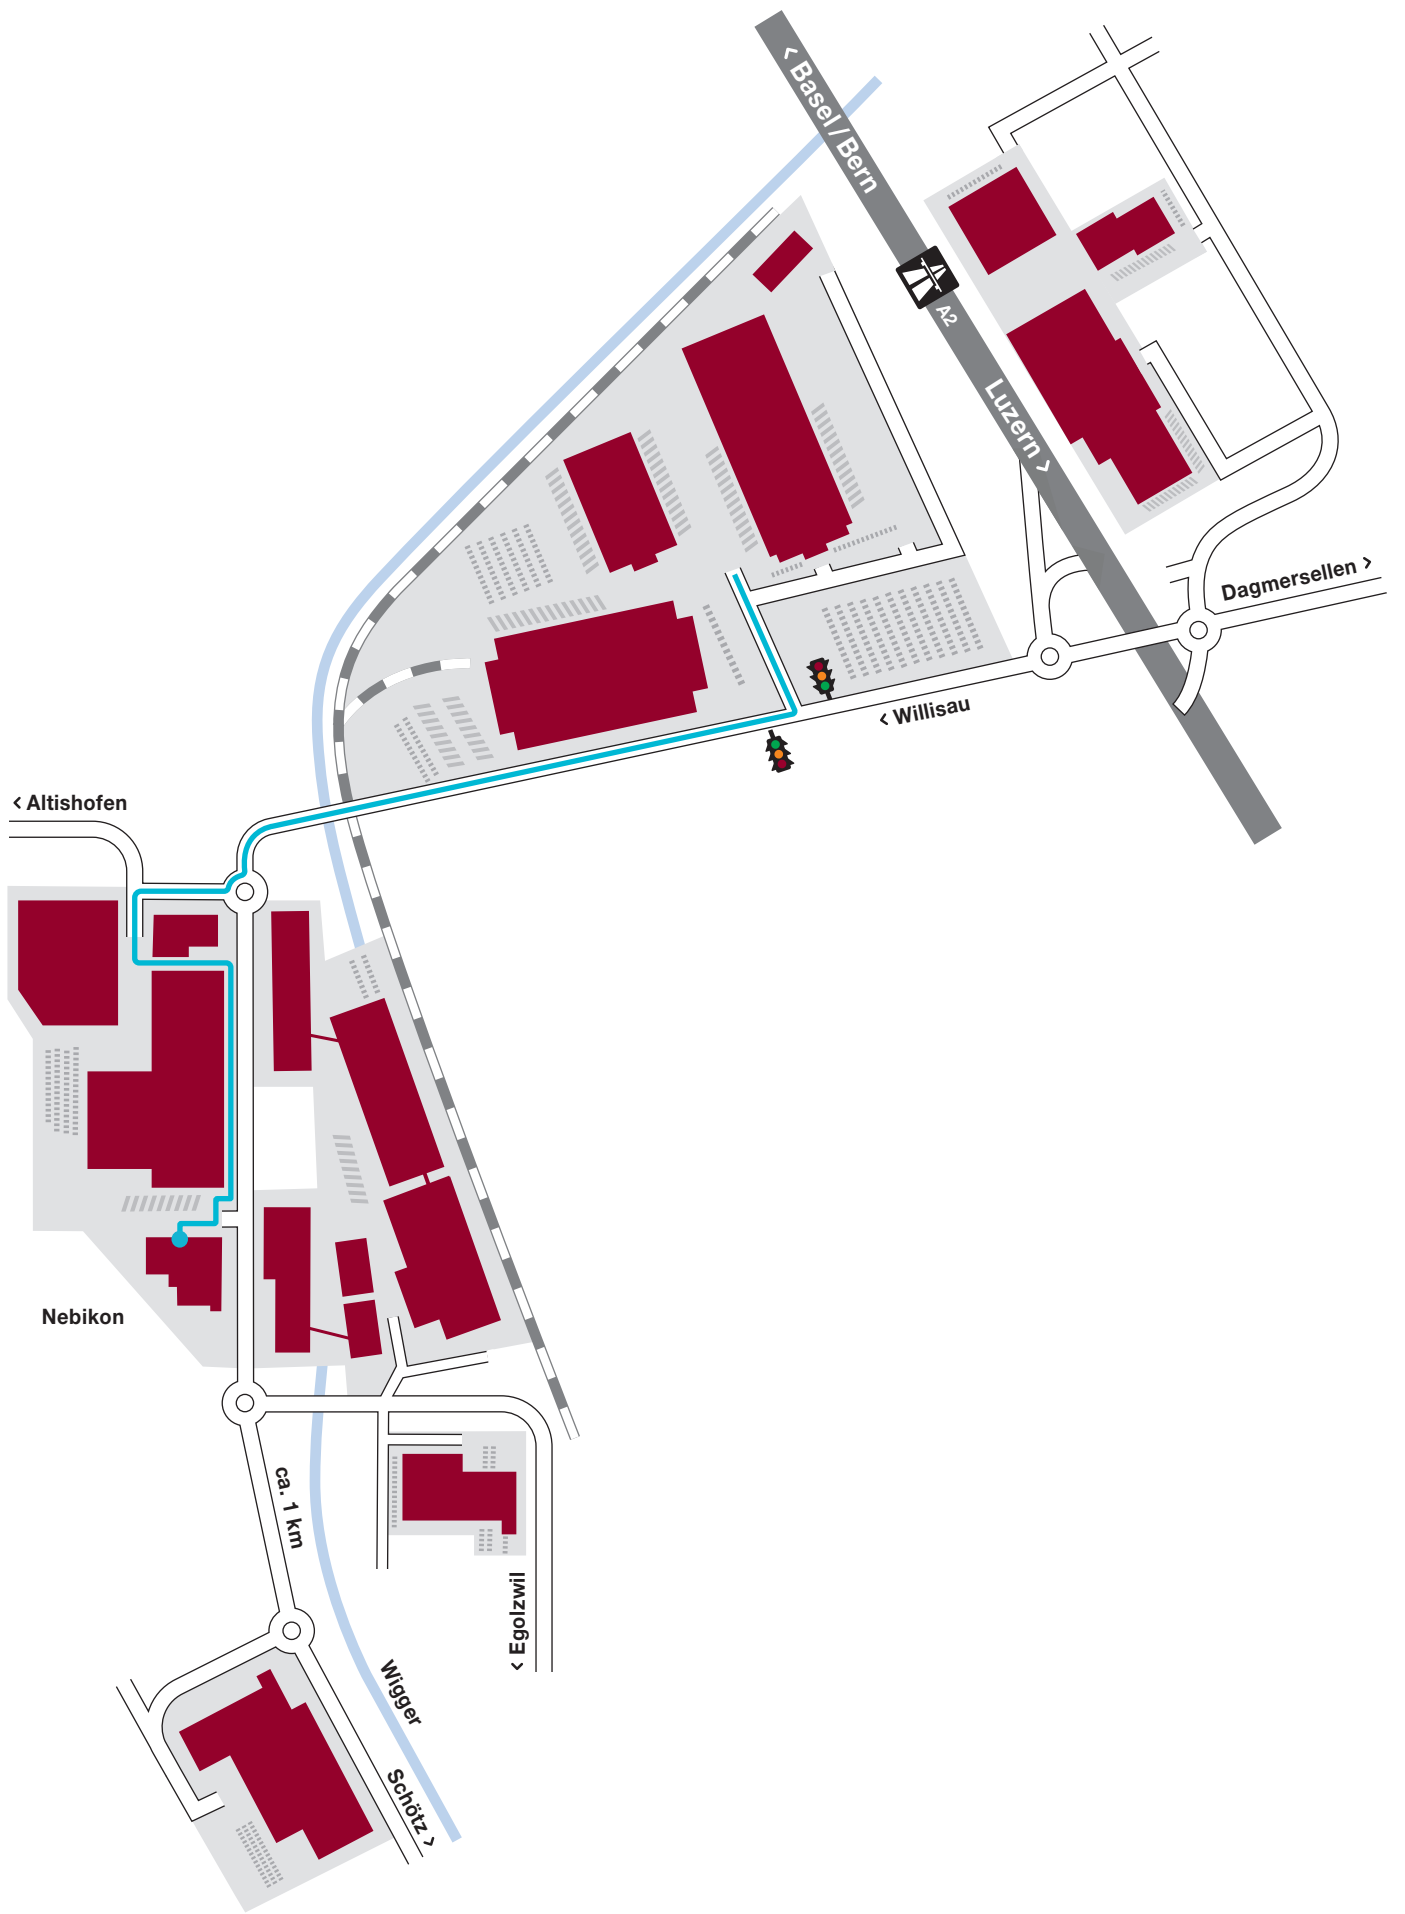 ‹ Basel / Bern
A2
Luzern ›
Dagmersellen ›
‹ Willisau
‹ Altishofen
Nebikon
ca. 1 km
‹ Egolzwil
Wigger
Schötz ›